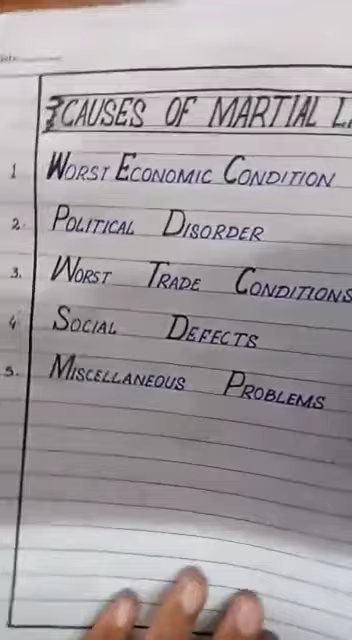 CAUSES OF MARTIAL
1 WORST ECONOMIC CONDITION
2. POLITICAL DISORDER
3. WORST TRADE CONDITIONS
4 SOCIAL DEFECTS
5. MISCELLANEOUS PROBLEMS